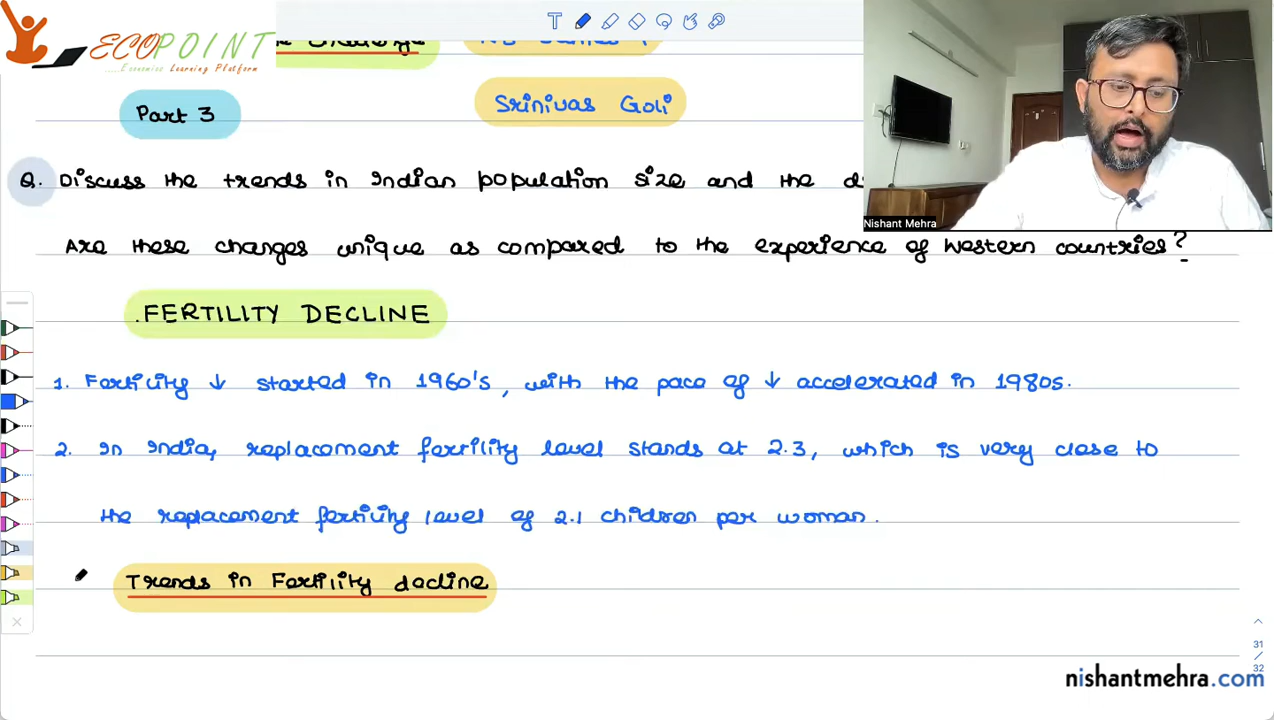 ECOPOINT
.....Economics Learning Platform
Challenge
Srinivas Goli
Part 3
Q. Discuss the trends in Indian population size and the
Nishant Mehra
Are these changes unique as compared to the experience of Western countries?
FERTILITY DECLINE
1. Fertility ↓ started in 1960's, with the pace of ↓ accelerated in 1980s.
2. In India, replacement fertility level stands at 2.3, which is very close to
the replacement fertility level of 2.1 children per woman.
Trends in Fertility decline
31
/
32
nishantmehra.com